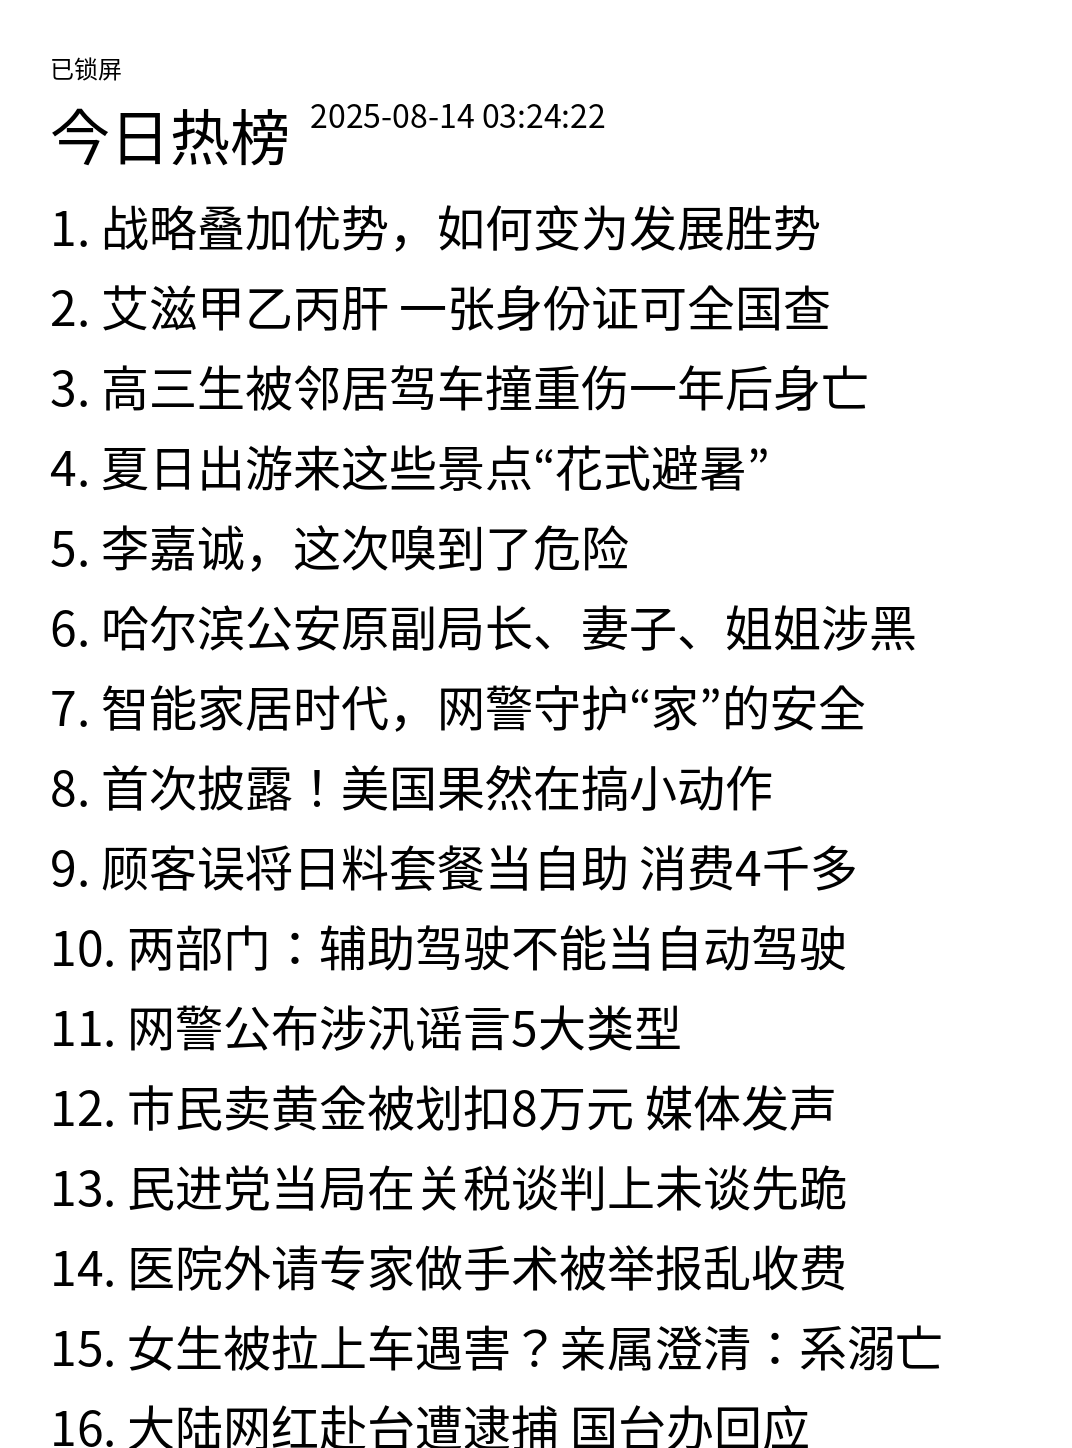 已锁屏
今日热榜 2025-08-14 03:24:22
1. 战略叠加优势，如何变为发展胜势
2. 艾滋甲乙丙肝 一张身份证可全国查
3. 高三生被邻居驾车撞重伤一年后身亡
4. 夏日出游来这些景点“花式避暑”
5. 李嘉诚，这次嗅到了危险
6. 哈尔滨公安原副局长、妻子、姐姐涉黑
7. 智能家居时代，网警守护“家”的安全
8. 首次披露！美国果然在搞小动作
9. 顾客误将日料套餐当自助 消费4千多
10. 两部门：辅助驾驶不能当自动驾驶
11. 网警公布涉汛谣言5大类型
12. 市民卖黄金被划扣8万元 媒体发声
13. 民进党当局在关税谈判上未谈先跪
14. 医院外请专家做手术被举报乱收费
15. 女生被拉上车遇害？亲属澄清：系溺亡
16. 大陆网红赴台遭逮捕 国台办回应